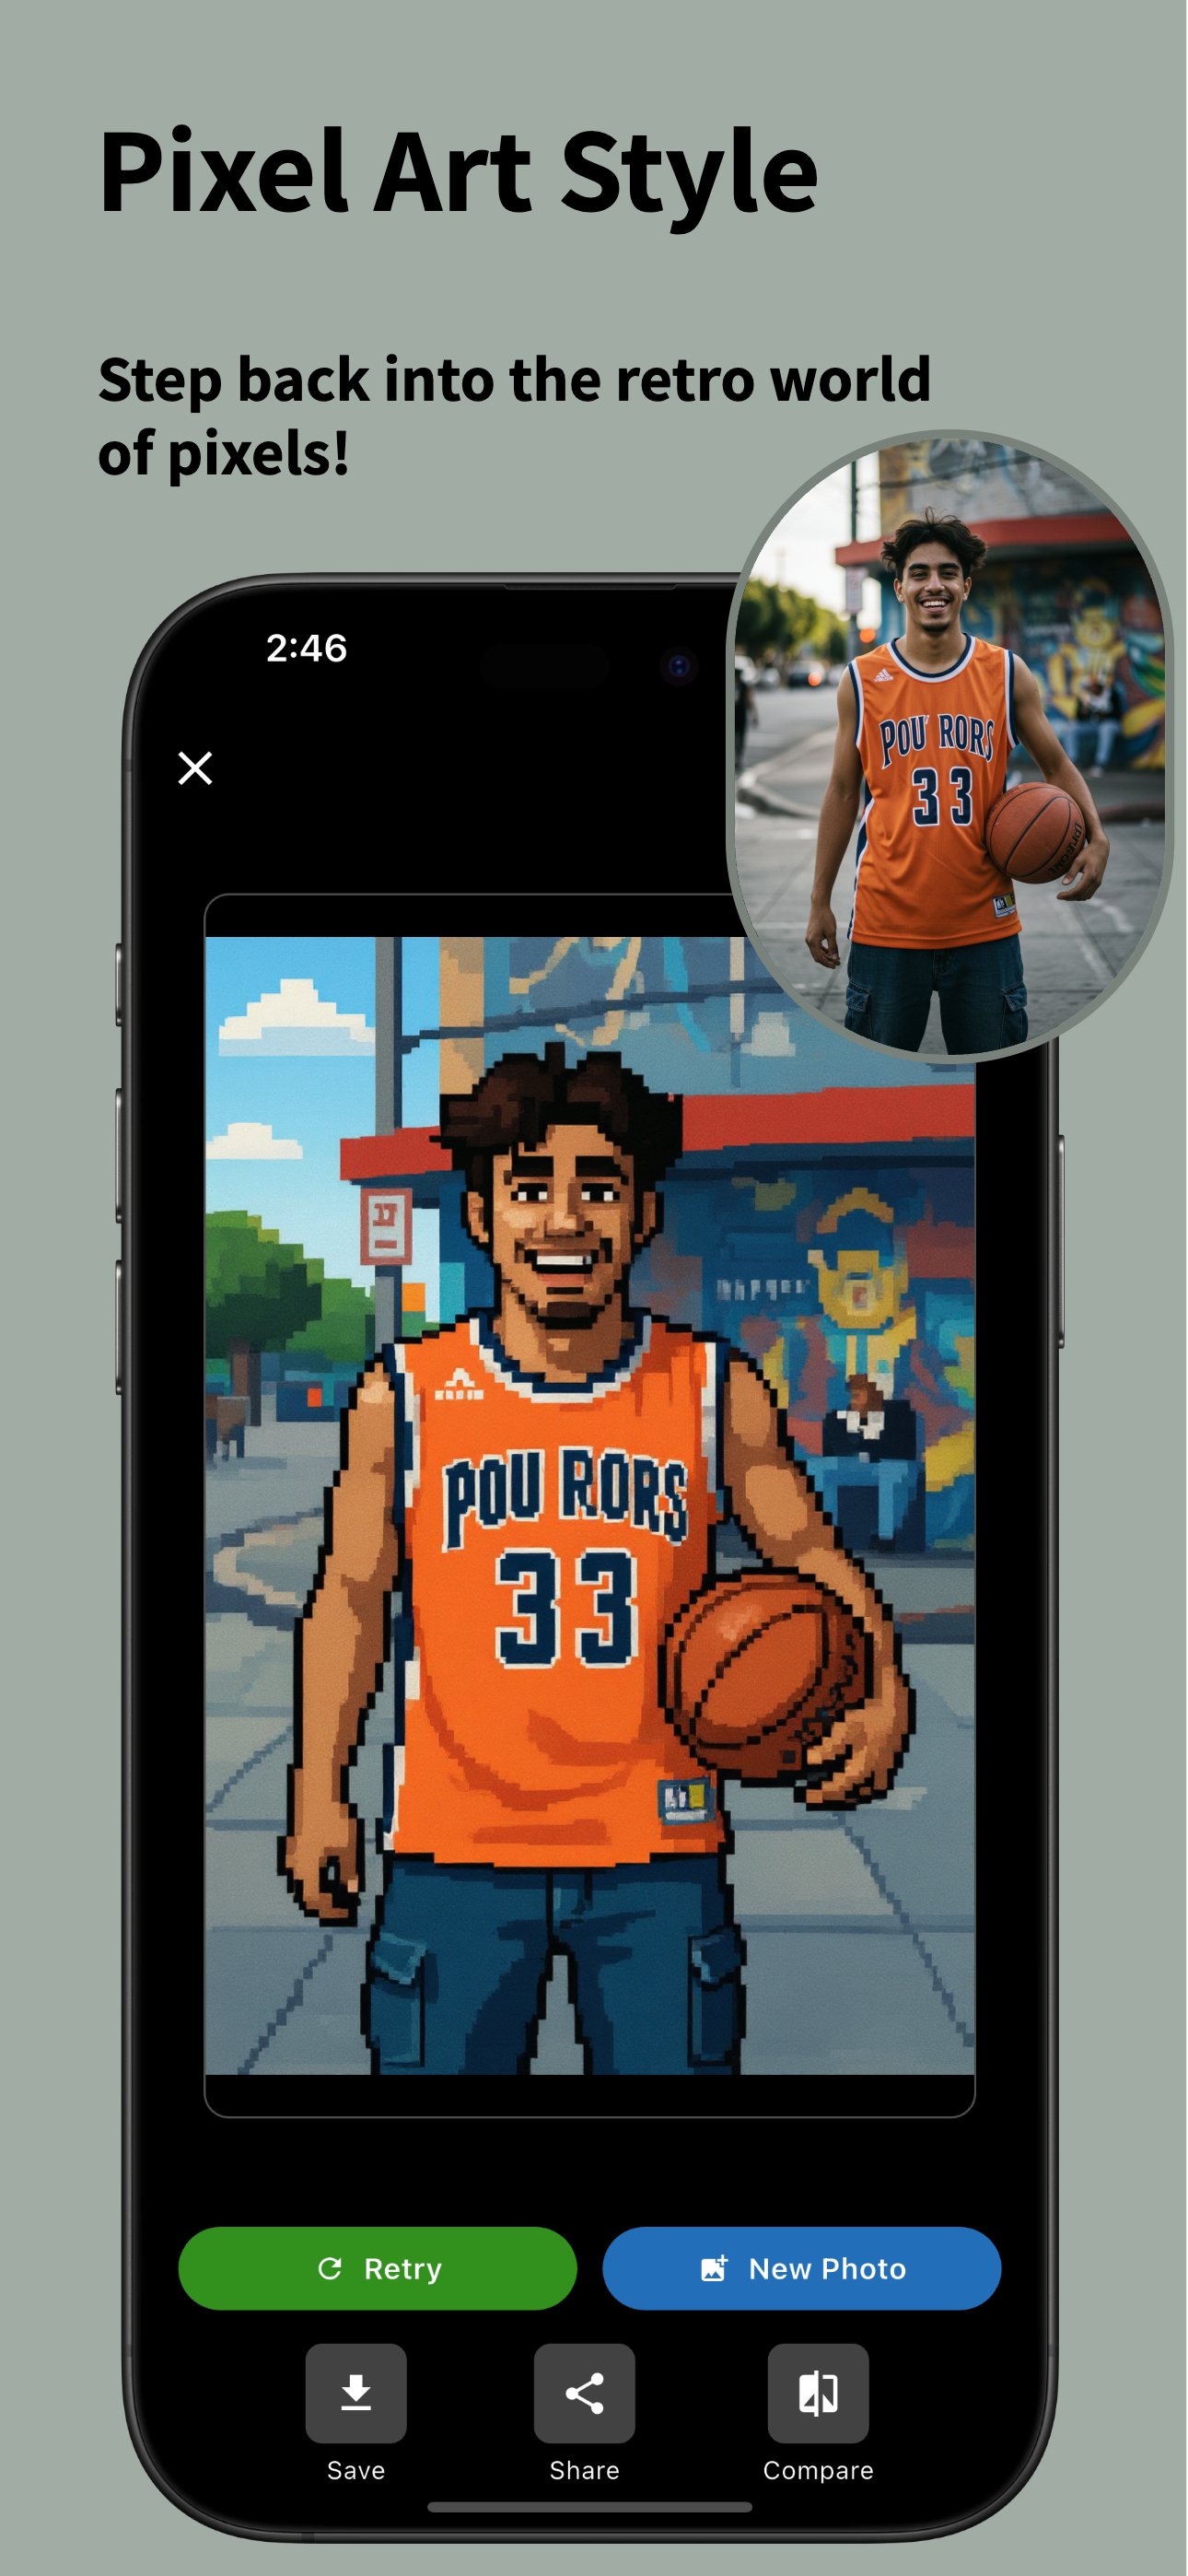 Pixel Art Style
Step back into the retro world
of pixels!
2:46
POU RORS
33
POU RORS
33
Retry
New Photo
Save
Share
Compare